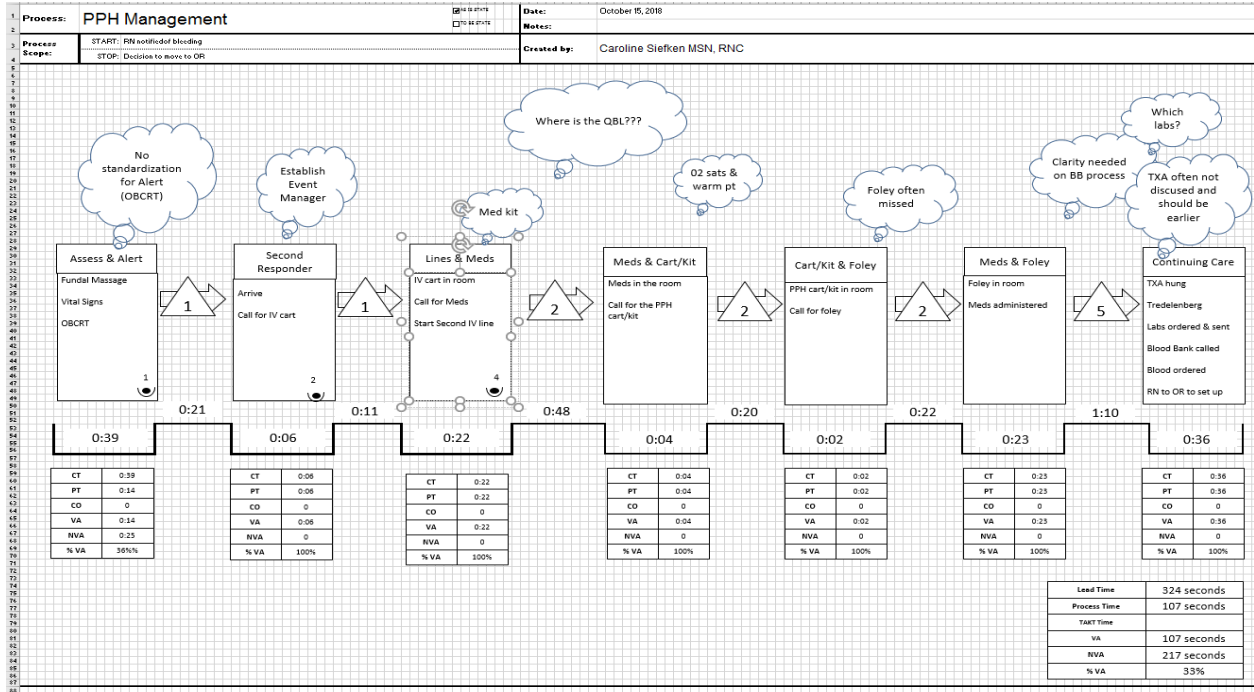 Process:
PPH Management
AS IS STATE
TO BE STATE
Date:
October 15, 2018
Notes:
Process
Scope:
START: RN notifiedof bleeding
STOP: Decision to move to OR
Created by:
Caroline Siefken MSN, RNC
No
standardization
for Alert
(OBCRT)
Establish
Event
Manager
Where is the QBL???
Med kit
02 sats &
warm pt
Foley often
missed
Clarity needed
on BB process
Which
labs?
TXA often not
discused and
should be
earlier
Assess & Alert
Fundal Massage
Vital Signs
OBCRT
1
1
Second
Responder
Arrive
Call for IV cart
2
1
Lines & Meds
IV cart in room
Call for Meds
Start Second IV line
4
2
Meds & Cart/Kit
Meds in the room
Call for the PPH
cart/kit
2
Cart/Kit & Foley
PPH cart/kit in room
Call for foley
2
Meds & Foley
Foley in room
Meds administered
5
Continuing Care
TXA hung
Tredelenberg
Labs ordered & sent
Blood Bank called
Blood ordered
RN to OR to set up
0:21
0:11
0:48
0:20
0:22
1:10
0:39
0:06
0:22
0:04
0:02
0:23
0:36
CT 0:39
PT 0:14
CO 0
VA 0:14
NVA 0:25
% VA 36%%
CT 0:06
PT 0:06
CO 0
VA 0:06
NVA 0
% VA 100%
CT 0:22
PT 0:22
CO 0
VA 0:22
NVA 0
% VA 100%
CT 0:04
PT 0:04
CO 0
VA 0:04
NVA 0
% VA 100%
CT 0:02
PT 0:02
CO 0
VA 0:02
NVA 0
% VA 100%
CT 0:23
PT 0:23
CO 0
VA 0:23
NVA 0
% VA 100%
CT 0:36
PT 0:36
CO 0
VA 0:36
NVA 0
% VA 100%
Lead Time 324 seconds
Process Time 107 seconds
TAKT Time
VA 107 seconds
NVA 217 seconds
% VA 33%